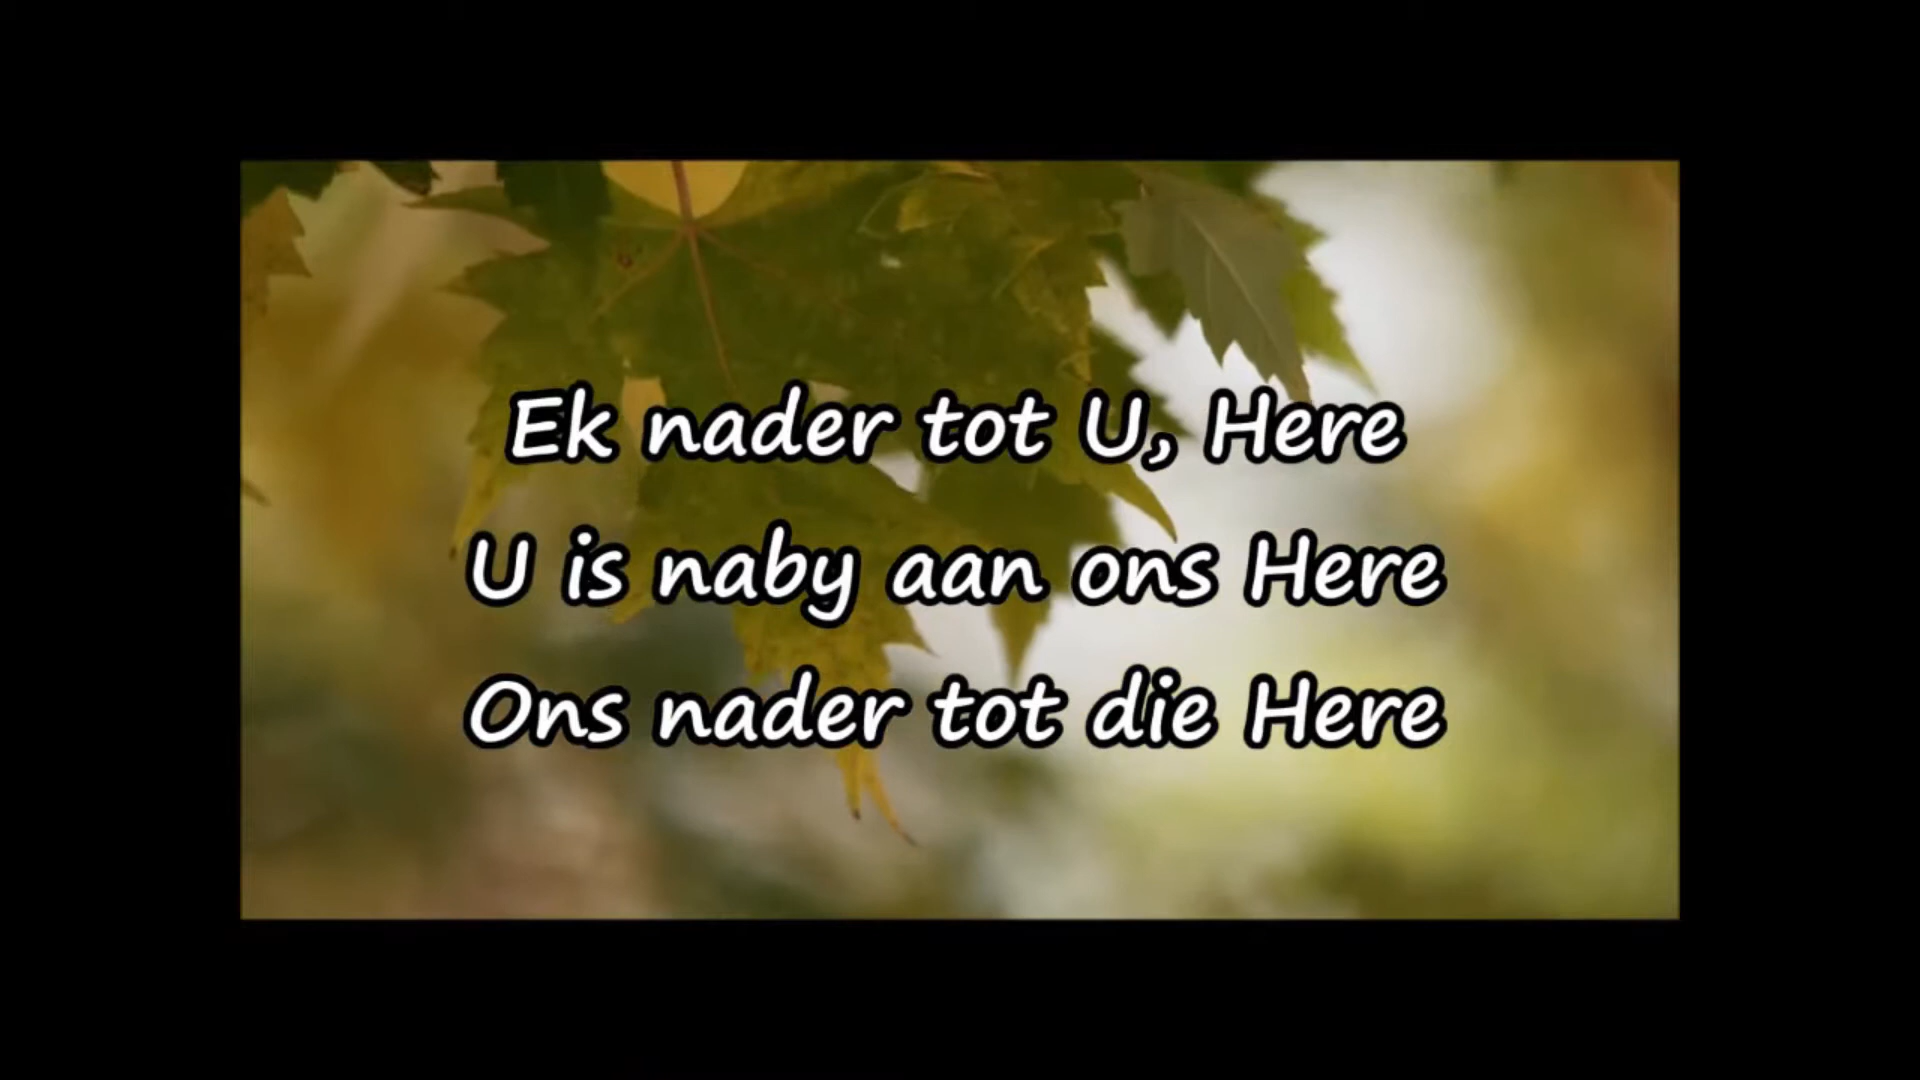 Ek nader tot U, Here
U is naby aan ons Here
Ons nader tot die Here